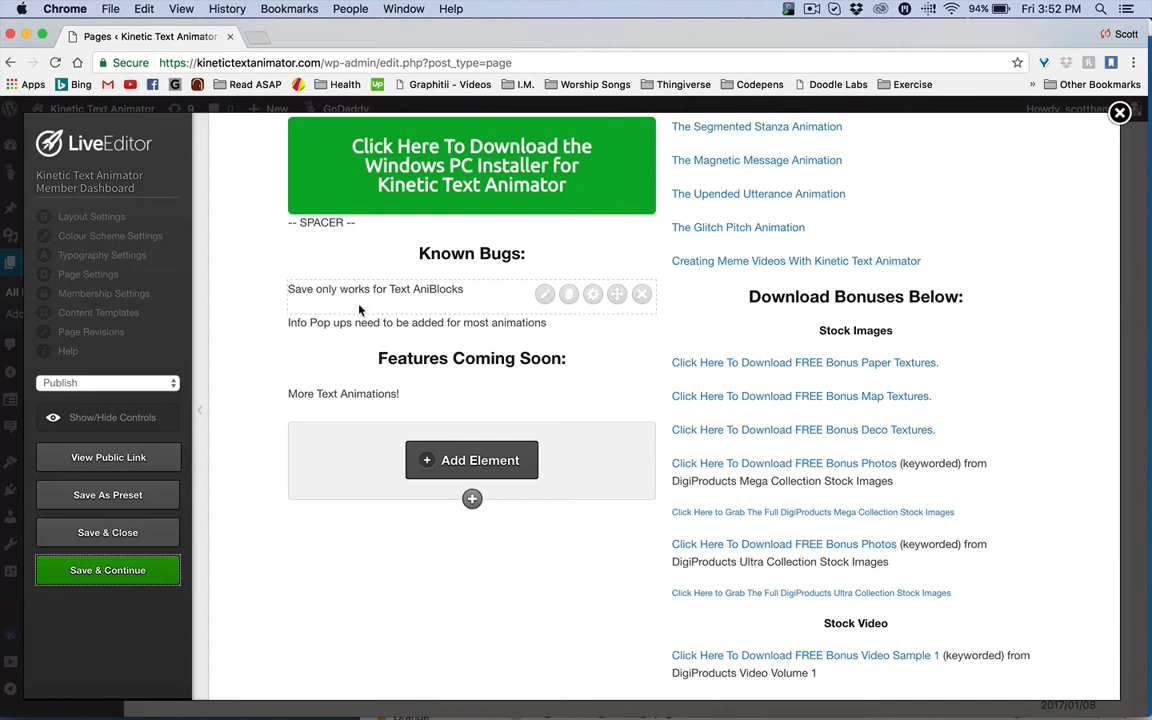 Chrome File Edit View History Bookmarks People Window Help 94% Fri 3:52 PM
Pages ‹ Kinetic Text Animator Scott
Secure https://kinetictextanimator.com/wp-admin/edit.php?post_type=page
Apps Bing Read ASAP Health Graphitii - Videos I.M. Worship Songs Thingiverse Codepens Doodle Labs Exercise » Other Bookmarks
Kinetic Text Animator 9 0 New GoDaddy
LiveEditor
Kinetic Text Animator
Member Dashboard
Layout Settings
Colour Scheme Settings
Typography Settings
Page Settings
Membership Settings
Content Templates
Page Revisions
Help
Publish
Show/Hide Controls
View Public Link
Save As Preset
Save & Close
Save & Continue
Click Here To Download the
Windows PC Installer for
Kinetic Text Animator
-- SPACER --
Known Bugs:
Save only works for Text AniBlocks
Info Pop ups need to be added for most animations
Features Coming Soon:
More Text Animations!
Add Element
The Segmented Stanza Animation
The Magnetic Message Animation
The Upended Utterance Animation
The Glitch Pitch Animation
Creating Meme Videos With Kinetic Text Animator
Download Bonuses Below:
Stock Images
Click Here To Download FREE Bonus Paper Textures.
Click Here To Download FREE Bonus Map Textures.
Click Here To Download FREE Bonus Deco Textures.
Click Here To Download FREE Bonus Photos (keyworded) from
DigiProducts Mega Collection Stock Images
Click Here to Grab The Full DigiProducts Mega Collection Stock Images
Click Here To Download FREE Bonus Photos (keyworded) from
DigiProducts Ultra Collection Stock Images
Click Here to Grab The Full DigiProducts Ultra Collection Stock Images
Stock Video
Click Here To Download FREE Bonus Video Sample 1 (keyworded) from
DigiProducts Video Volume 1
2017/01/08